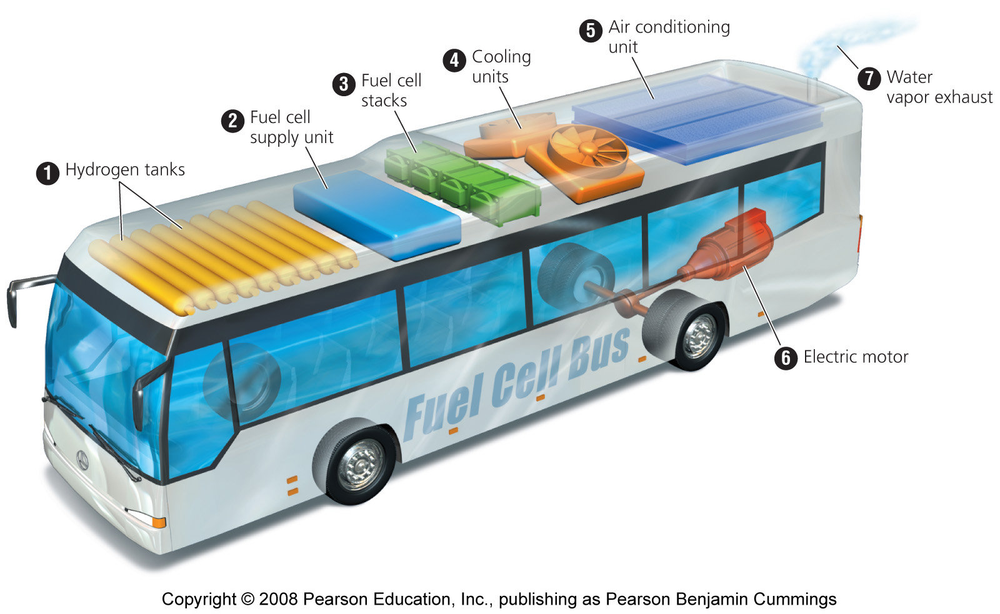 1 Hydrogen tanks
2 Fuel cell
supply unit
3 Fuel cell
stacks
4 Cooling
units
5 Air conditioning
unit
7 Water
vapor exhaust
6 Electric motor
Fuel Cell Bus
Copyright © 2008 Pearson Education, Inc., publishing as Pearson Benjamin Cummings